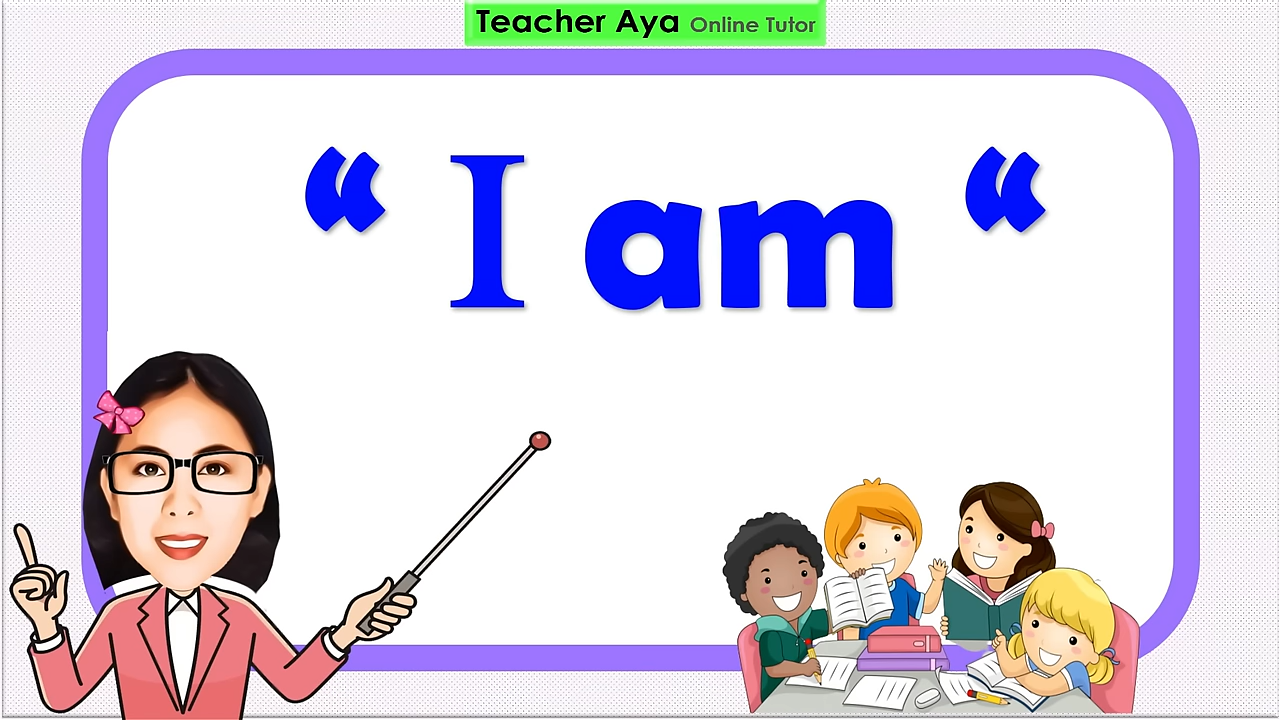 Teacher Aya Online Tutor
“ I am “